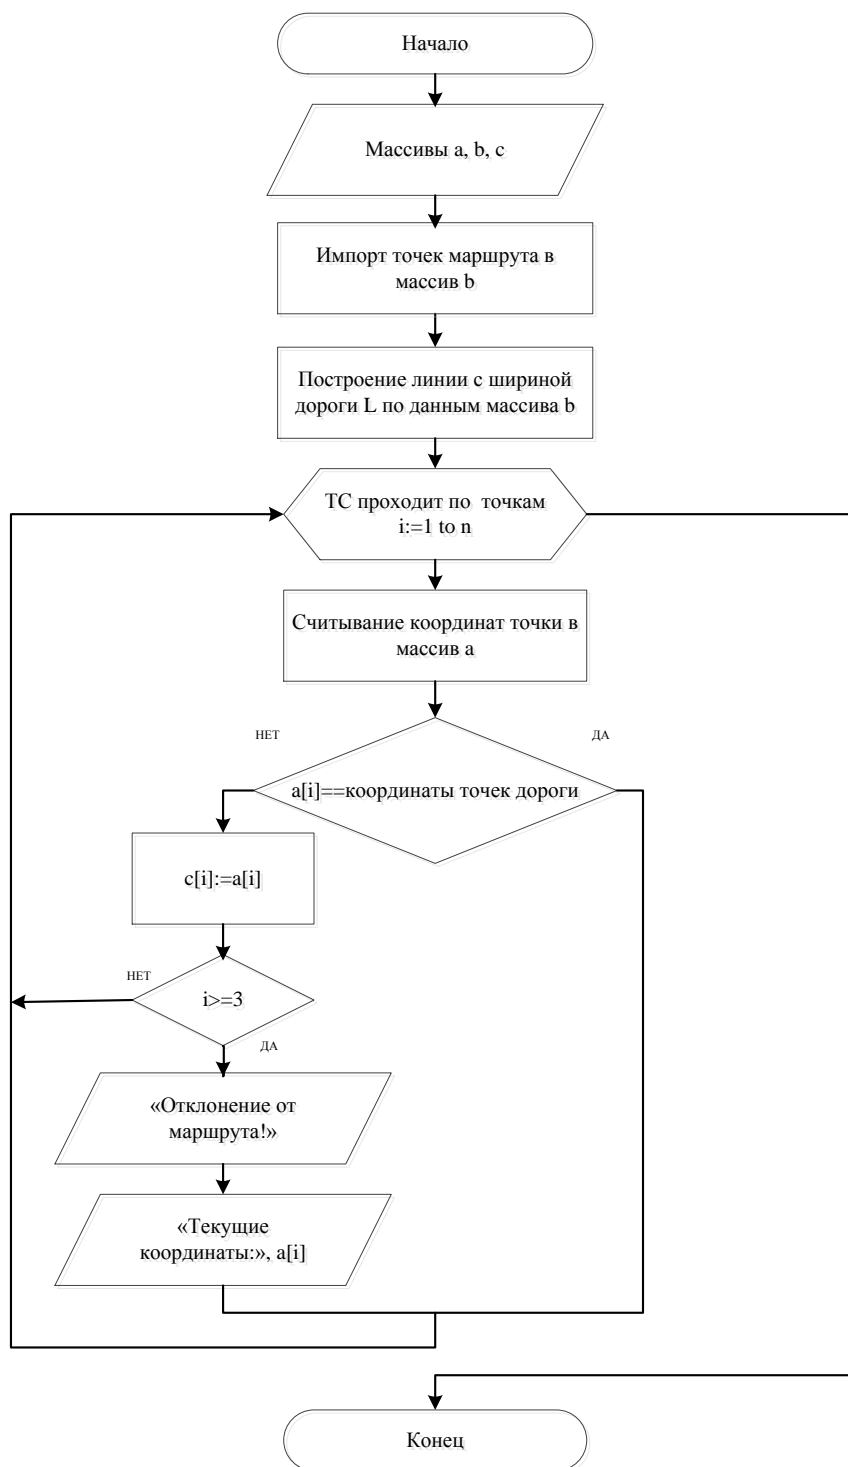 Начало
Массивы a, b, c
Импорт точек маршрута в
массив b
Построение линии с шириной
дороги L по данным массива b
ТС проходит по точкам
i:=1 to n
Считывание координат точки в
массив a
НЕТ
ДА
a[i]==координаты точек дороги
c[i]:=a[i]
НЕТ
i>=3
ДА
«Отклонение от
маршрута!»
«Текущие
координаты:», a[i]
Конец